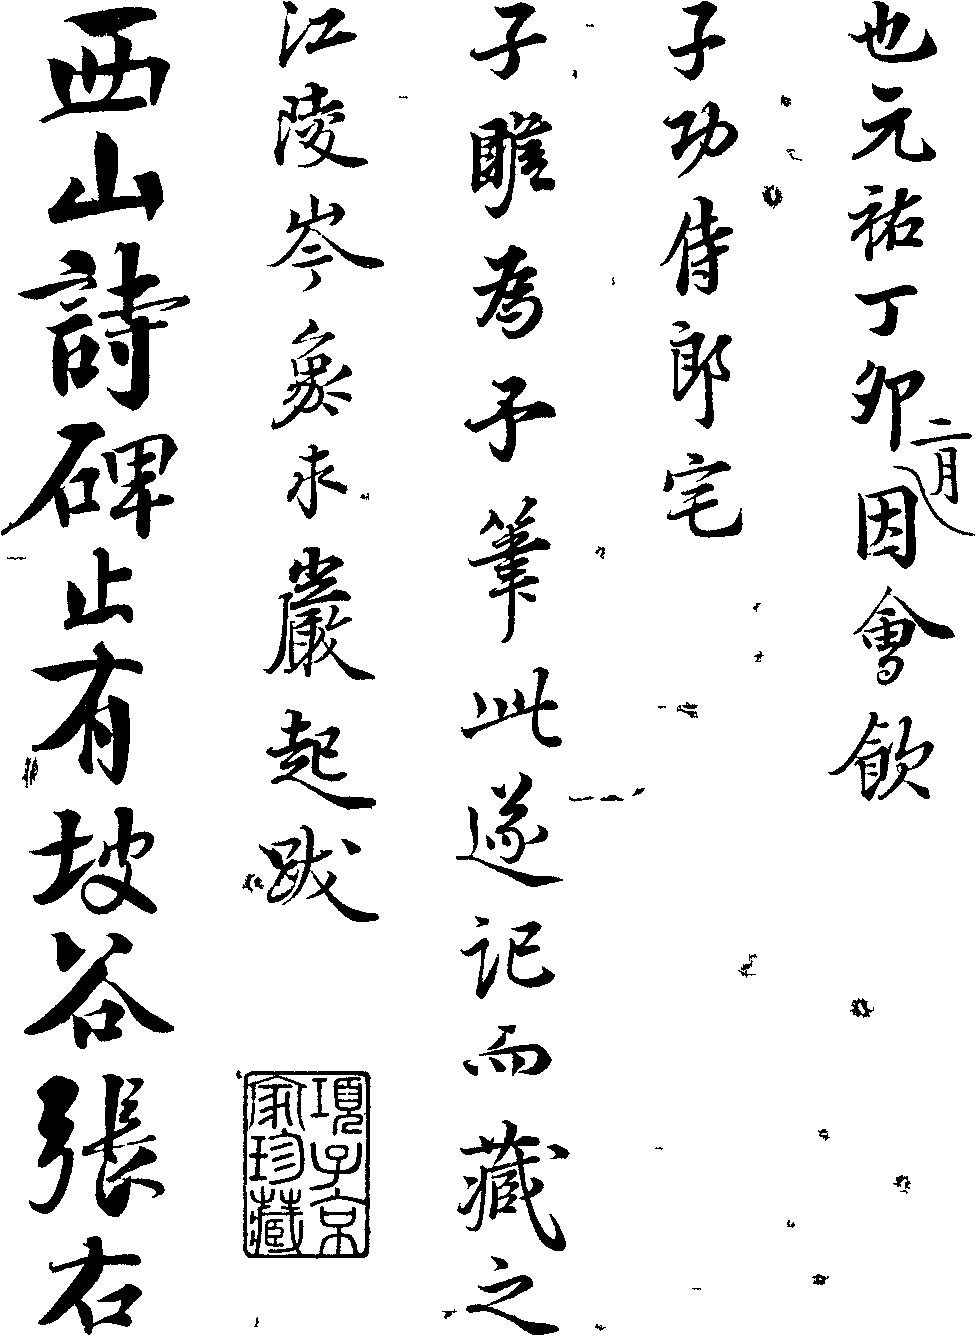 也元祐丁卯二月因會飲
子功侍郎宅
子雎為予筆此遂記而藏之
江陵岑象求巖起跋
項子京家珍藏
西山詩碑止有坡谷張右